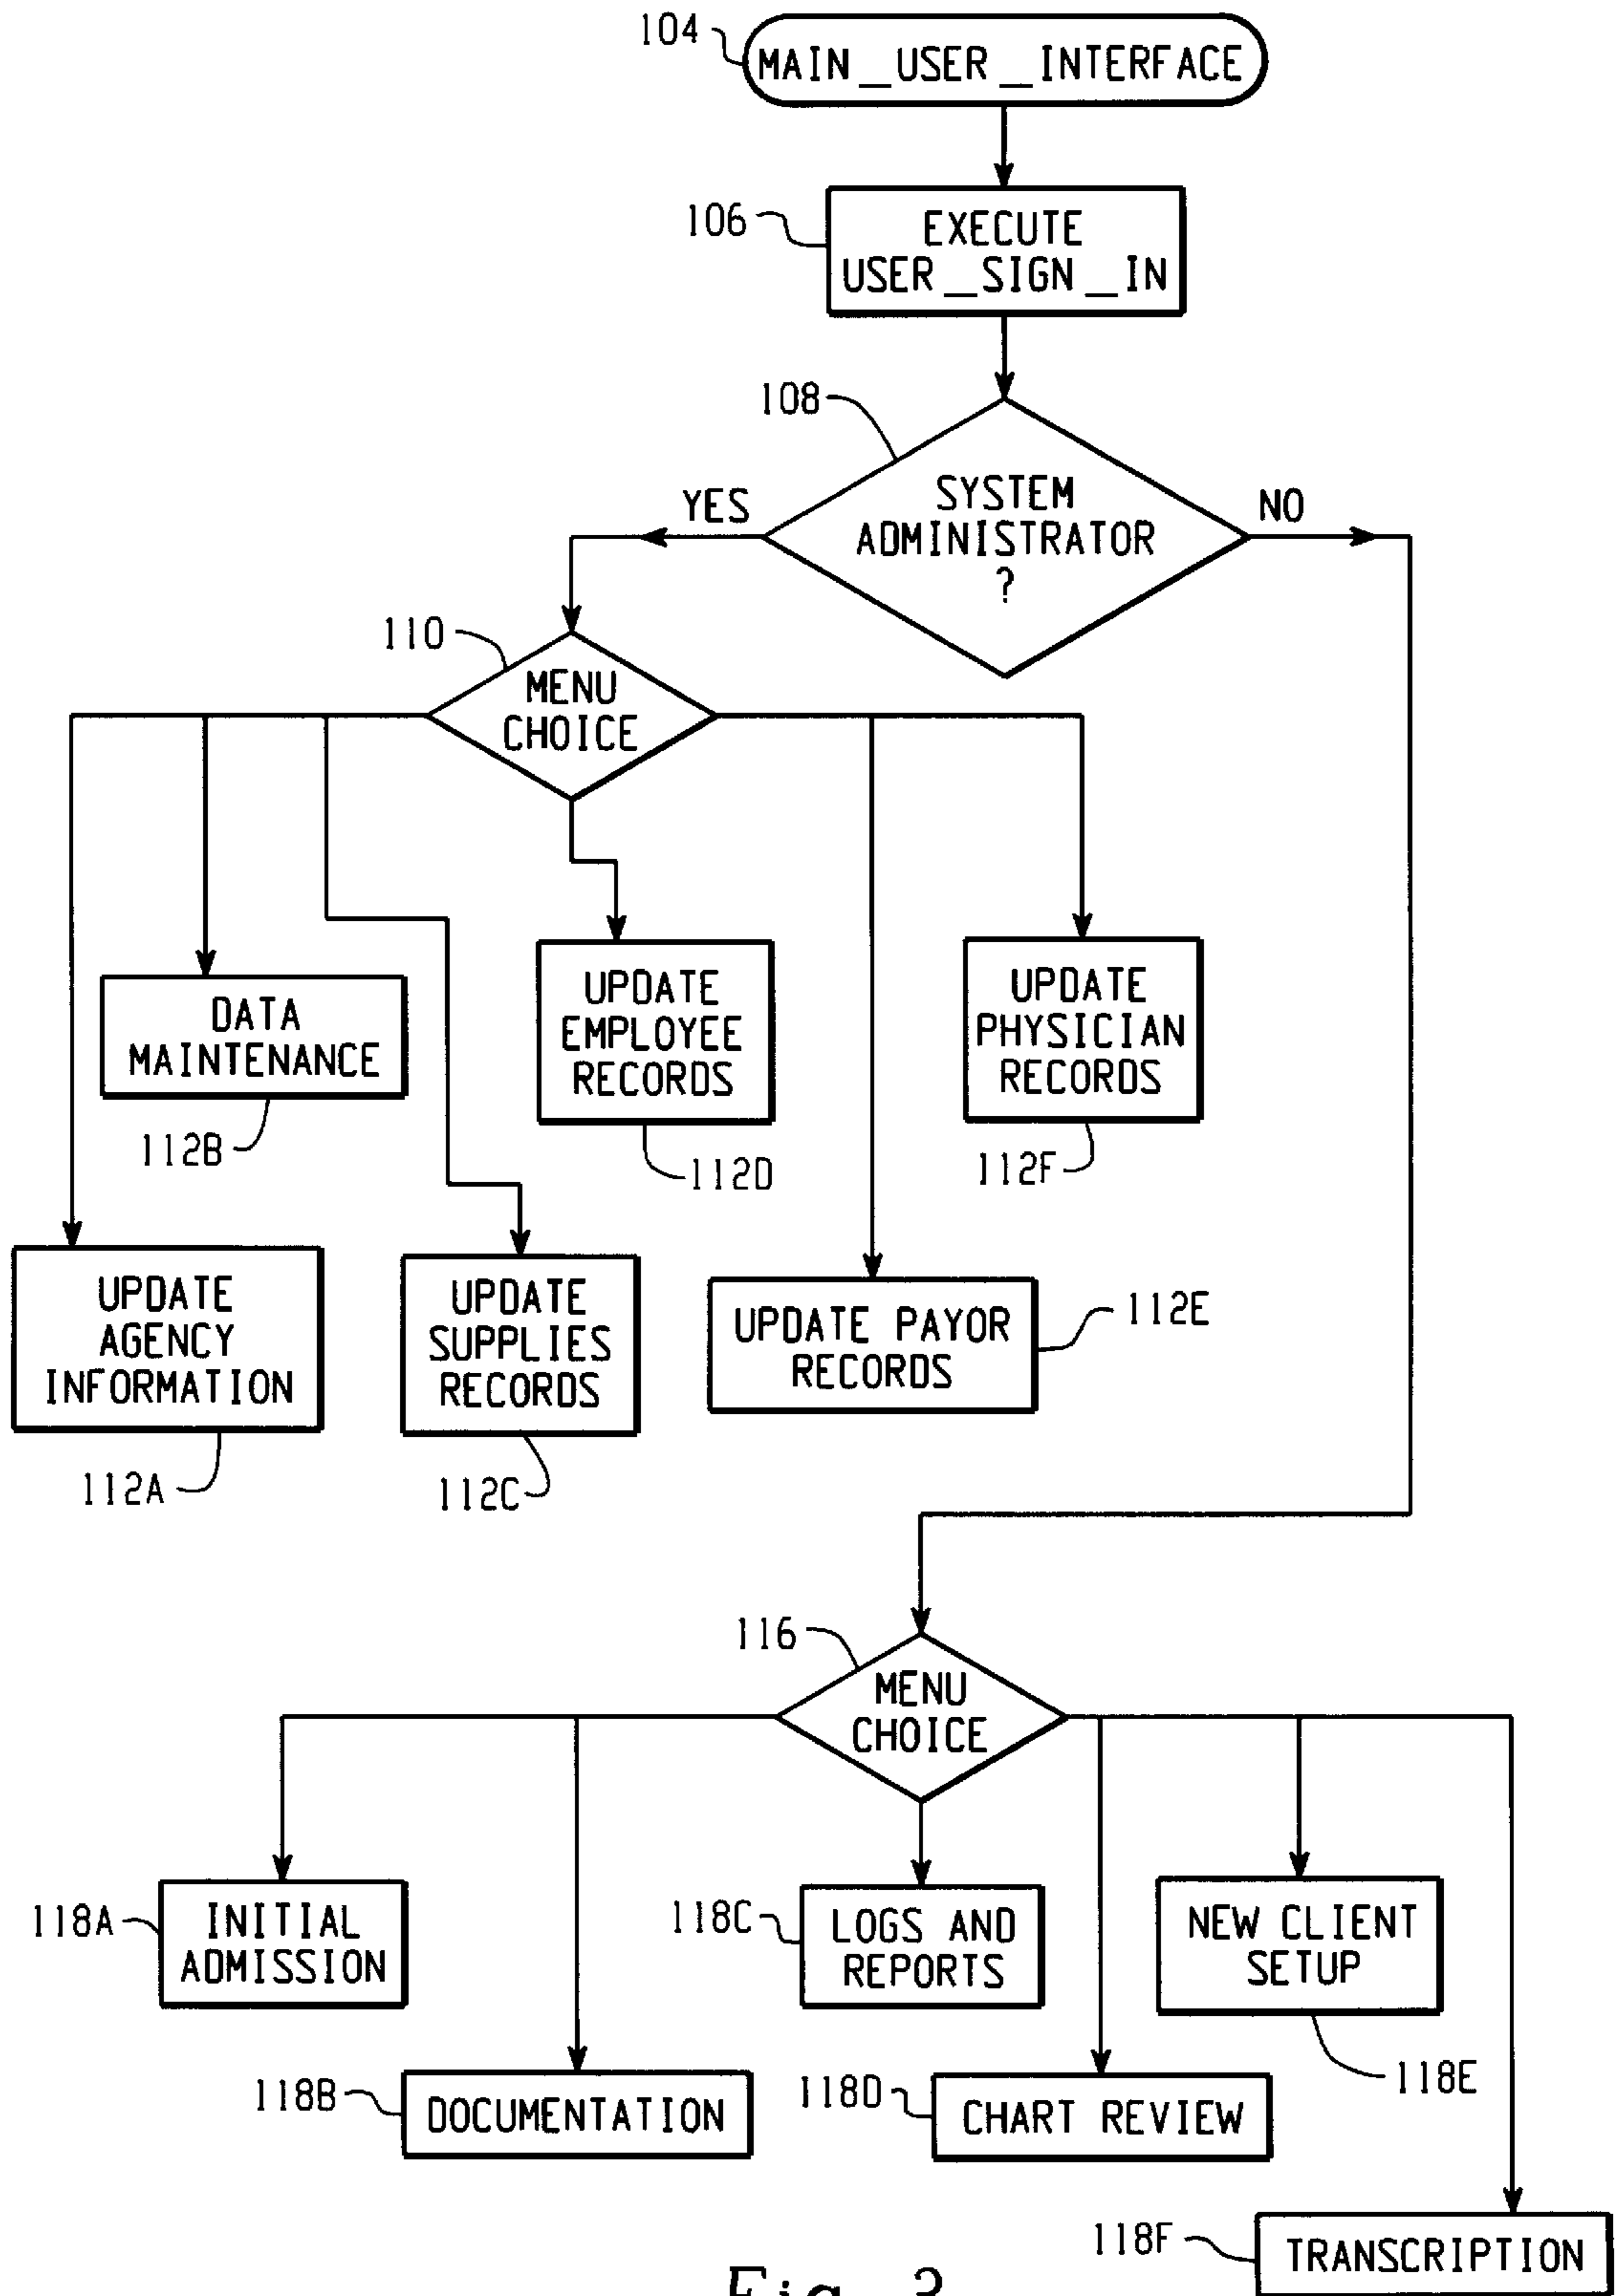 104
MAIN_USER_INTERFACE
106
EXECUTE
USER_SIGN_IN
108
SYSTEM
ADMINISTRATOR
?
YES
NO
110
MENU
CHOICE
DATA
MAINTENANCE
112B
UPDATE
EMPLOYEE
RECORDS
112D
UPDATE
PHYSICIAN
RECORDS
112F
UPDATE
AGENCY
INFORMATION
112A
UPDATE
SUPPLIES
RECORDS
112C
UPDATE PAYOR
RECORDS
112E
116
MENU
CHOICE
118A
INITIAL
ADMISSION
118B
DOCUMENTATION
118C
LOGS AND
REPORTS
118D
CHART REVIEW
NEW CLIENT
SETUP
118E
118F
TRANSCRIPTION
Fig. 3